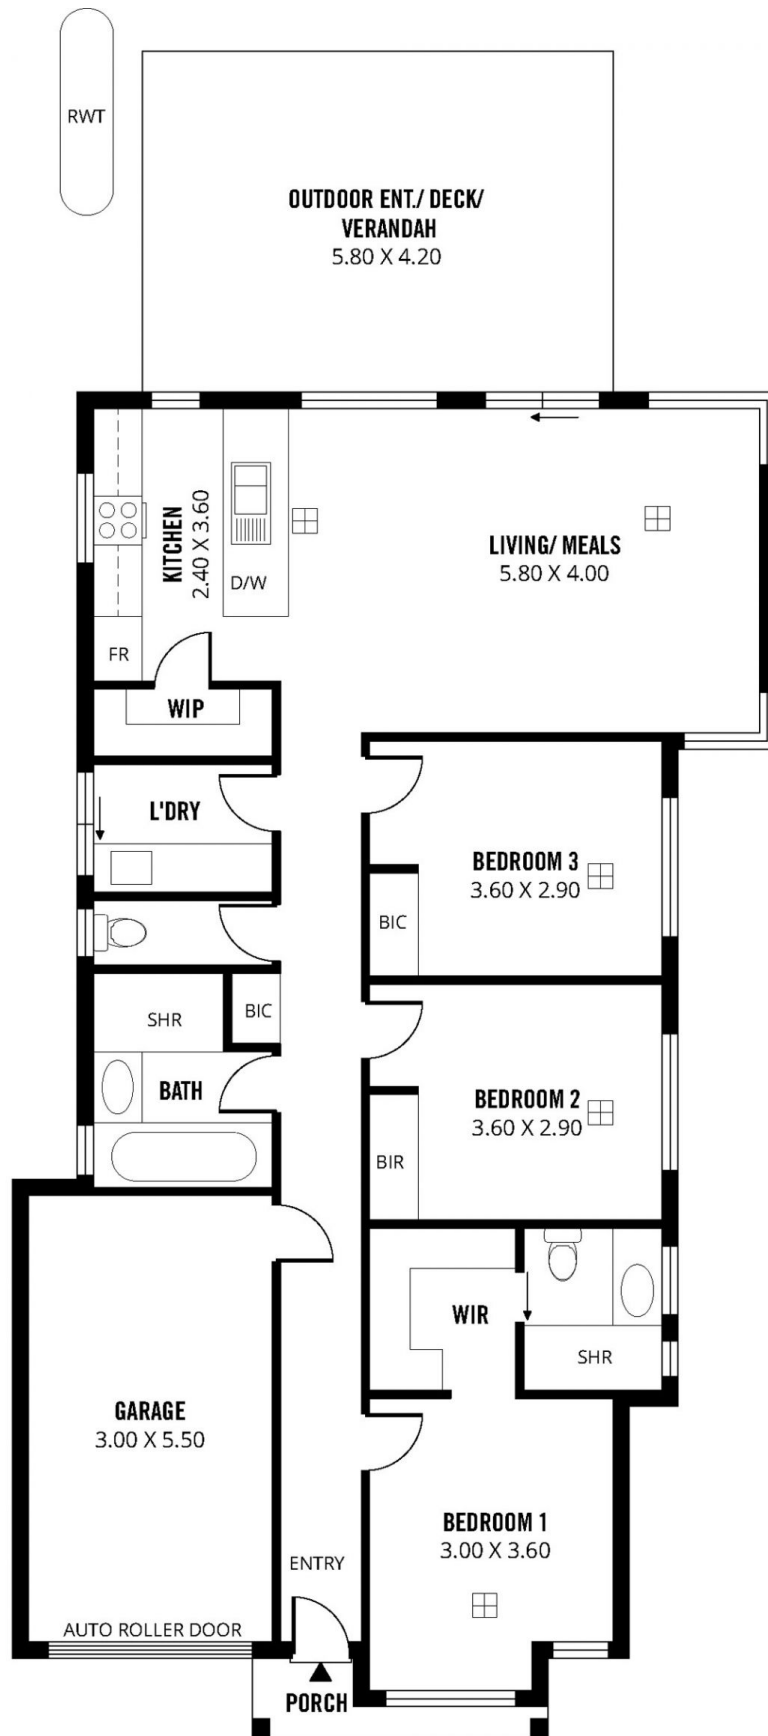 RWT
OUTDOOR ENT./ DECK/
VERANDAH
5.80 X 4.20
KITCHEN
2.40 X 3.60
D/W
FR
LIVING/ MEALS
5.80 X 4.00
WIP
L'DRY
BEDROOM 3
3.60 X 2.90
BIC
SHR
BIC
BATH
BEDROOM 2
3.60 X 2.90
BIR
WIR
SHR
GARAGE
3.00 X 5.50
BEDROOM 1
3.00 X 3.60
ENTRY
AUTO ROLLER DOOR
PORCH